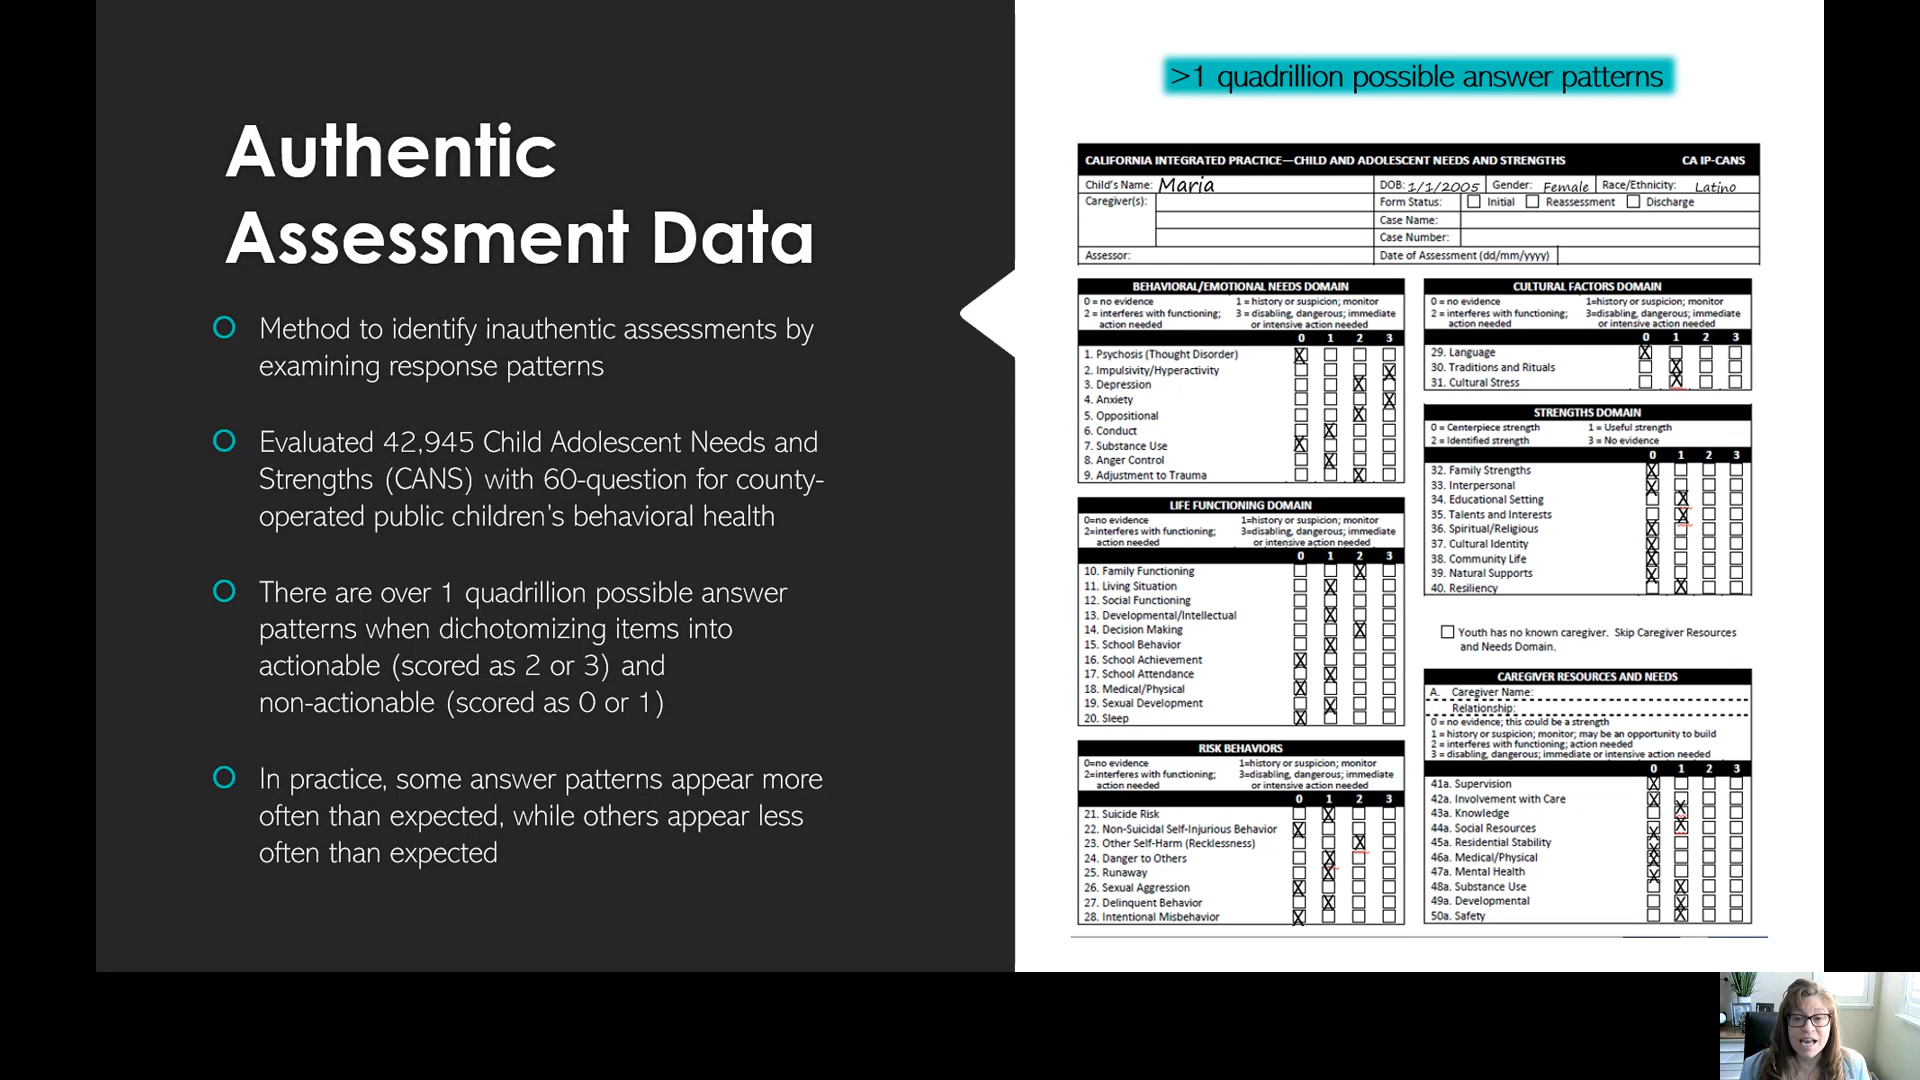 Authentic
Assessment Data
Method to identify inauthentic assessments by
examining response patterns
Evaluated 42,945 Child Adolescent Needs and
Strengths (CANS) with 60-question for county-
operated public children's behavioral health
There are over 1 quadrillion possible answer
patterns when dichotomizing items into
actionable (scored as 2 or 3) and
non-actionable (scored as 0 or 1)
In practice, some answer patterns appear more
often than expected, while others appear less
often than expected
>1 quadrillion possible answer patterns
CALIFORNIA INTEGRATED PRACTICE—CHILD AND ADOLESCENT NEEDS AND STRENGTHS CA IP-CANS
Child's Name: Maria DOB: 1/1/2005 Gender: Female Race/Ethnicity: Latino
Caregiver(s): Form Status: Initial Reassessment Discharge
Case Name:
Case Number:
Assessor: Date of Assessment (dd/mm/yyyy)
BEHAVIORAL/EMOTIONAL NEEDS DOMAIN
0 = no evidence 1 = history or suspicion; monitor
2 = interferes with functioning; 3 = disabling, dangerous; immediate
action needed or intensive action needed
0 1 2 3
1. Psychosis (Thought Disorder)
2. Impulsivity/Hyperactivity
3. Depression
4. Anxiety
5. Oppositional
6. Conduct
7. Substance Use
8. Anger Control
9. Adjustment to Trauma
LIFE FUNCTIONING DOMAIN
0=no evidence 1=history or suspicion; monitor
2=interferes with functioning; 3=disabling, dangerous; immediate
action needed or intensive action needed
0 1 2 3
10. Family Functioning
11. Living Situation
12. Social Functioning
13. Developmental/Intellectual
14. Decision Making
15. School Behavior
16. School Achievement
17. School Attendance
18. Medical/Physical
19. Sexual Development
20. Sleep
RISK BEHAVIORS
0=no evidence 1=history or suspicion; monitor
2=interferes with functioning; 3=disabling, dangerous; immediate
action needed or intensive action needed
0 1 2 3
21. Suicide Risk
22. Non-Suicidal Self-Injurious Behavior
23. Other Self-Harm (Recklessness)
24. Danger to Others
25. Runaway
26. Sexual Aggression
27. Delinquent Behavior
28. Intentional Misbehavior
CULTURAL FACTORS DOMAIN
0 = no evidence 1=history or suspicion; monitor
2 = interferes with functioning; 3=disabling, dangerous; immediate
action needed or intensive action needed
0 1 2 3
29. Language
30. Traditions and Rituals
31. Cultural Stress
STRENGTHS DOMAIN
0 = Centerpiece strength 1 = Useful strength
2 = Identified strength 3 = No evidence
0 1 2 3
32. Family Strengths
33. Interpersonal
34. Educational Setting
35. Talents and Interests
36. Spiritual/Religious
37. Cultural Identity
38. Community Life
39. Natural Supports
40. Resiliency
Youth has no known caregiver. Skip Caregiver Resources
and Needs Domain.
CAREGIVER RESOURCES AND NEEDS
A. Caregiver Name:
Relationship:
0 = no evidence; this could be a strength
1 = history or suspicion; monitor; may be an opportunity to build
2 = interferes with functioning; action needed
3 = disabling, dangerous; immediate or intensive action needed
0 1 2 3
41a. Supervision
42a. Involvement with Care
43a. Knowledge
44a. Social Resources
45a. Residential Stability
46a. Medical/Physical
47a. Mental Health
48a. Substance Use
49a. Developmental
50a. Safety